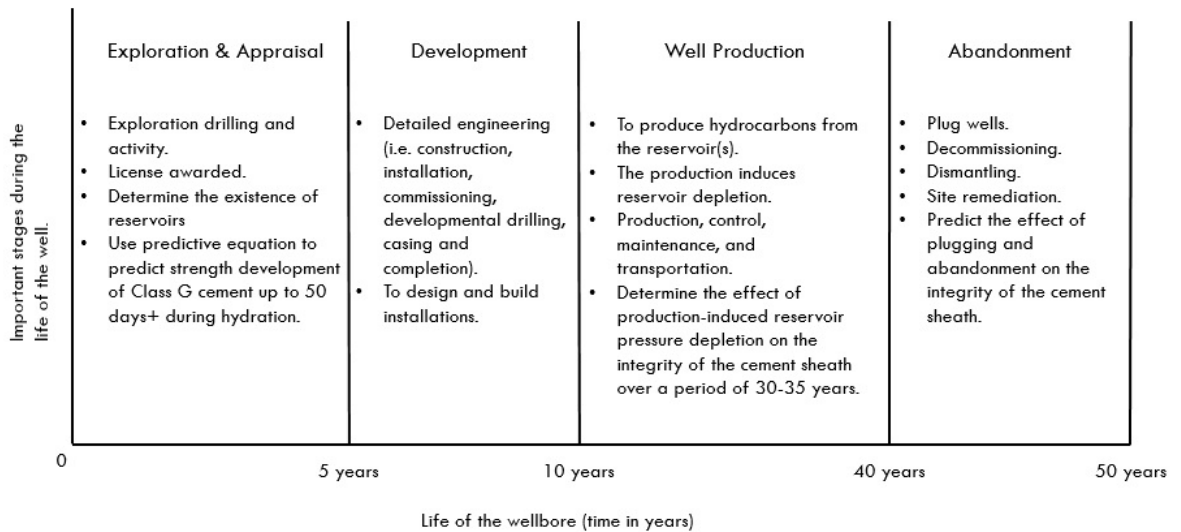 Important stages during the
life of the well.
Exploration & Appraisal
• Exploration drilling and
activity.
• License awarded.
• Determine the existence of
reservoirs
• Use predictive equation to
predict strength development
of Class G cement up to 50
days+ during hydration.
Development
• Detailed engineering
(i.e. construction,
installation,
commissioning,
developmental drilling,
casing and
completion).
• To design and build
installations.
Well Production
• To produce hydrocarbons from
the reservoir(s).
• The production induces
reservoir depletion.
• Production, control,
maintenance, and
transportation.
• Determine the effect of
production-induced reservoir
pressure depletion on the
integrity of the cement sheath
over a period of 30-35 years.
Abandonment
• Plug wells.
• Decommissioning.
• Dismantling.
• Site remediation.
• Predict the effect of
plugging and
abandonment on the
integrity of the cement
sheath.
0
5 years
10 years
40 years
50 years
Life of the wellbore (time in years)